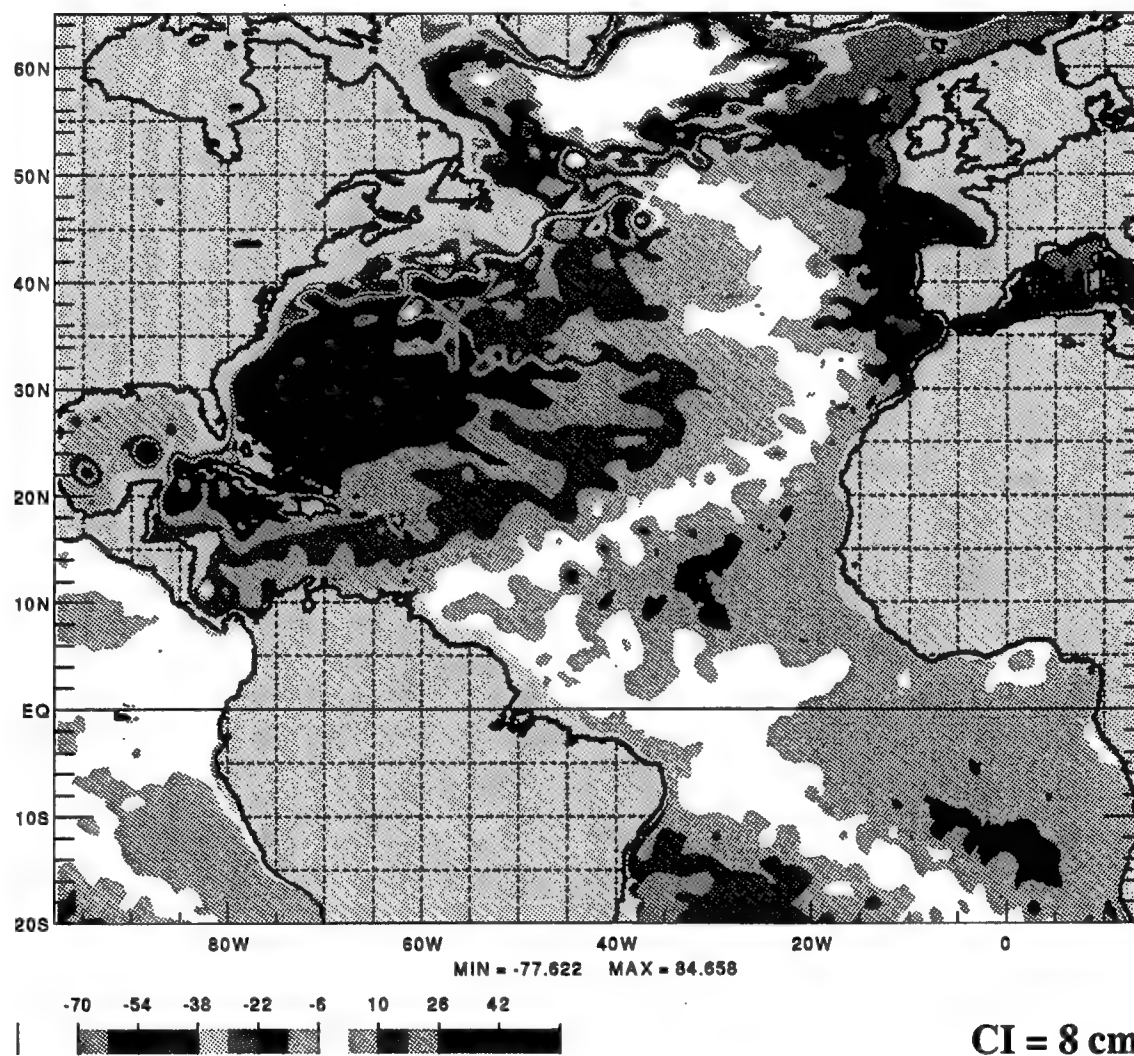 60N
50N
40N
30N
20N
10N
EQ
10S
20S
80W 60W 40W 20W 0
MIN = -77.622 MAX = 84.658
-70 -54 -38 -22 -6 10 26 42
CI = 8 cm